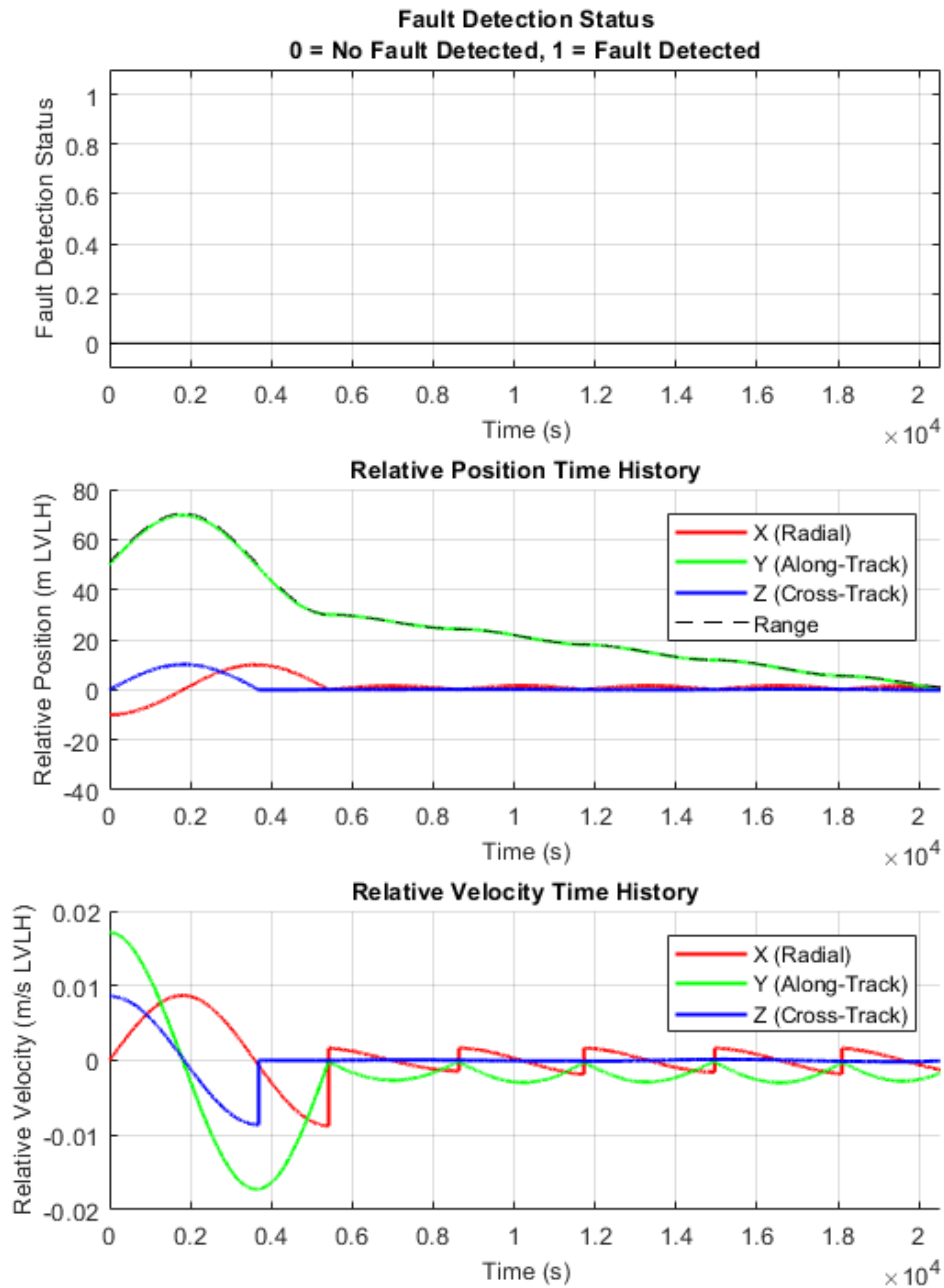 Fault Detection Status
0 = No Fault Detected, 1 = Fault Detected
Fault Detection Status
1
0.8
0.6
0.4
0.2
0
0 0.2 0.4 0.6 0.8 1 1.2 1.4 1.6 1.8 2
Time (s)
×10⁴
Relative Position Time History
Relative Position (m LVLH)
80
60
40
20
0
-20
-40
X (Radial)
Y (Along-Track)
Z (Cross-Track)
Range
0 0.2 0.4 0.6 0.8 1 1.2 1.4 1.6 1.8 2
Time (s)
×10⁴
Relative Velocity Time History
Relative Velocity (m/s LVLH)
0.02
0.01
0
-0.01
-0.02
X (Radial)
Y (Along-Track)
Z (Cross-Track)
0 0.2 0.4 0.6 0.8 1 1.2 1.4 1.6 1.8 2
Time (s)
×10⁴